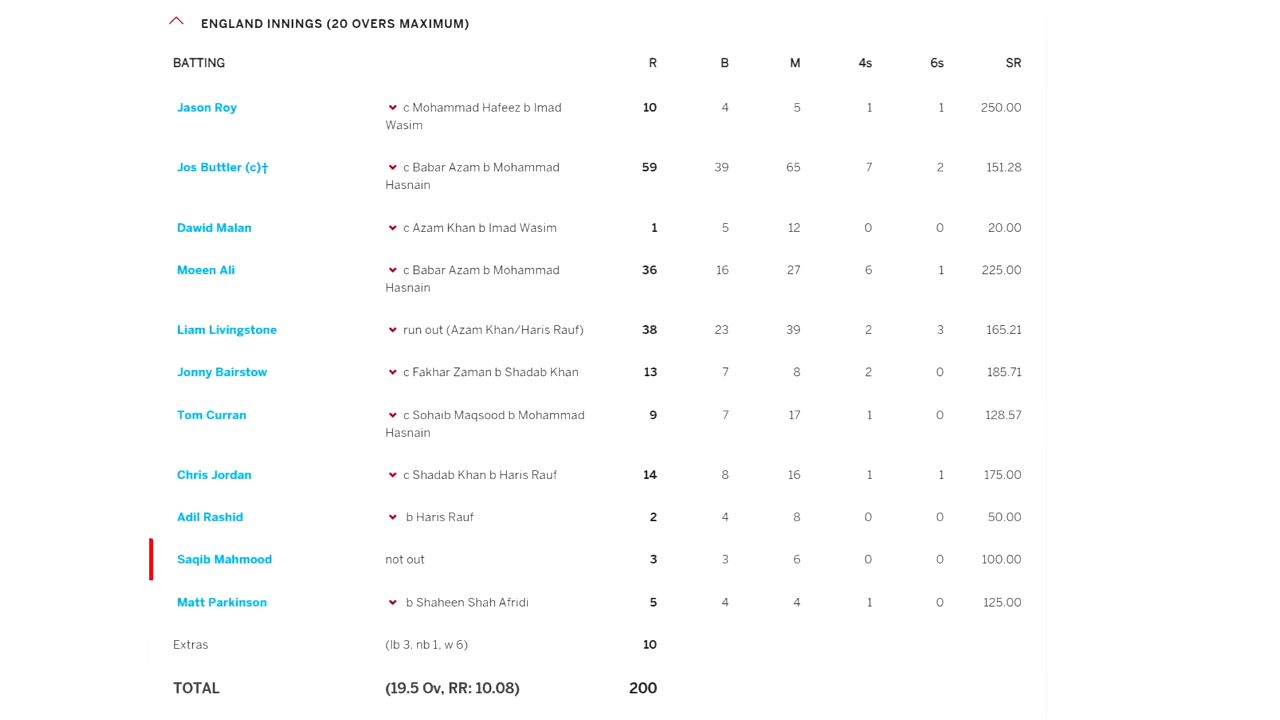 ENGLAND INNINGS (20 OVERS MAXIMUM)
BATTING R B M 4s 6s SR
Jason Roy c Mohammad Hafeez b Imad 10 4 5 1 1 250.00
Wasim
Jos Buttler (c)† c Babar Azam b Mohammad 59 39 65 7 2 151.28
Hasnain
Dawid Malan c Azam Khan b Imad Wasim 1 5 12 0 0 20.00
Moeen Ali c Babar Azam b Mohammad 36 16 27 6 1 225.00
Hasnain
Liam Livingstone run out (Azam Khan/Haris Rauf) 38 23 39 2 3 165.21
Jonny Bairstow c Fakhar Zaman b Shadab Khan 13 7 8 2 0 185.71
Tom Curran c Sohaib Maqsood b Mohammad 9 7 17 1 0 128.57
Hasnain
Chris Jordan c Shadab Khan b Haris Rauf 14 8 16 1 1 175.00
Adil Rashid b Haris Rauf 2 4 8 0 0 50.00
Saqib Mahmood not out 3 3 6 0 0 100.00
Matt Parkinson b Shaheen Shah Afridi 5 4 4 1 0 125.00
Extras (lb 3, nb 1, w 6) 10
TOTAL (19.5 Ov, RR: 10.08) 200